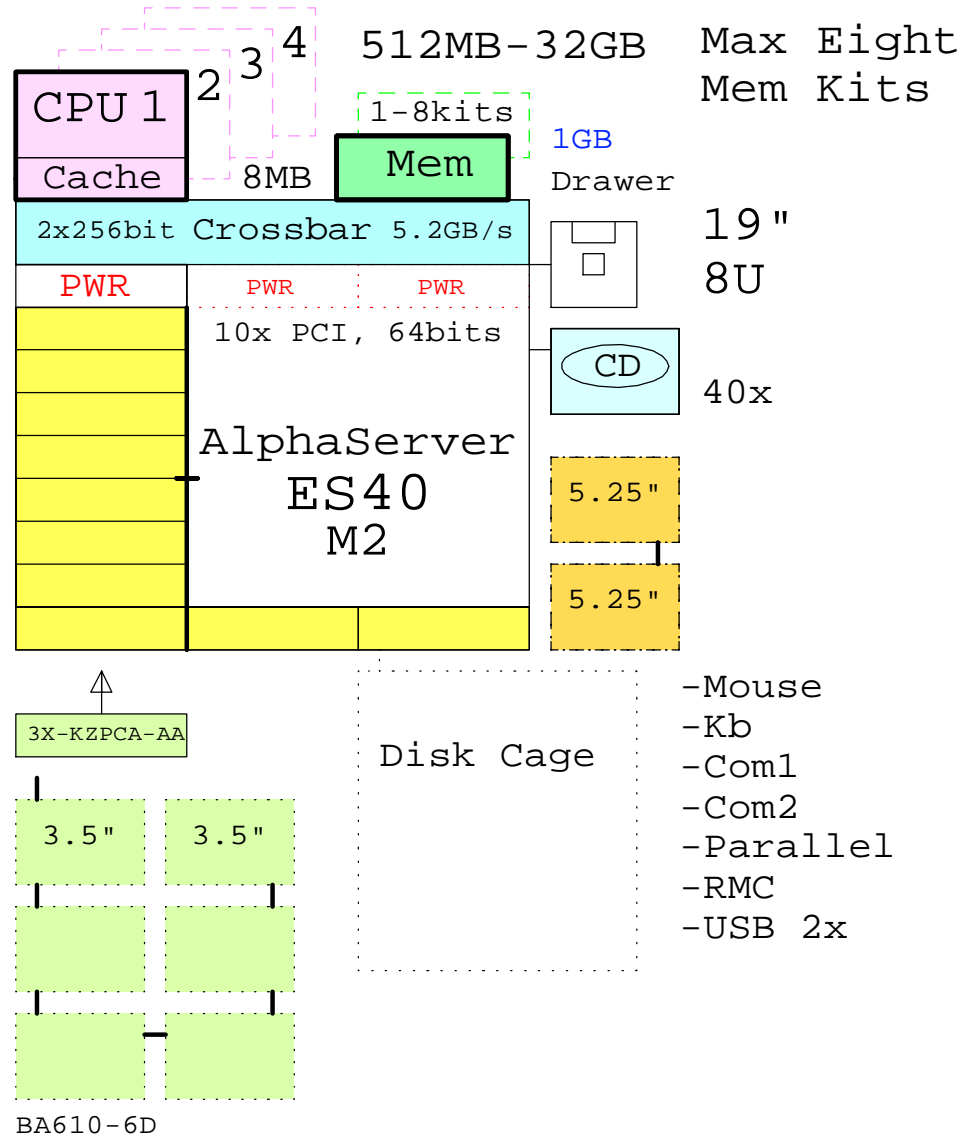 512MB-32GB
Max Eight
Mem Kits
4
3
2
CPU 1
1-8kits
1GB
Cache
8MB
Mem
Drawer
2x256bit Crossbar 5.2GB/s
19"
8U
PWR
PWR
PWR
10x PCI, 64bits
CD
40x
AlphaServer
ES40
M2
5.25"
5.25"
3X-KZPCA-AA
Disk Cage
-Mouse
-Kb
-Com1
-Com2
-Parallel
-RMC
-USB 2x
3.5"
3.5"
BA610-6D